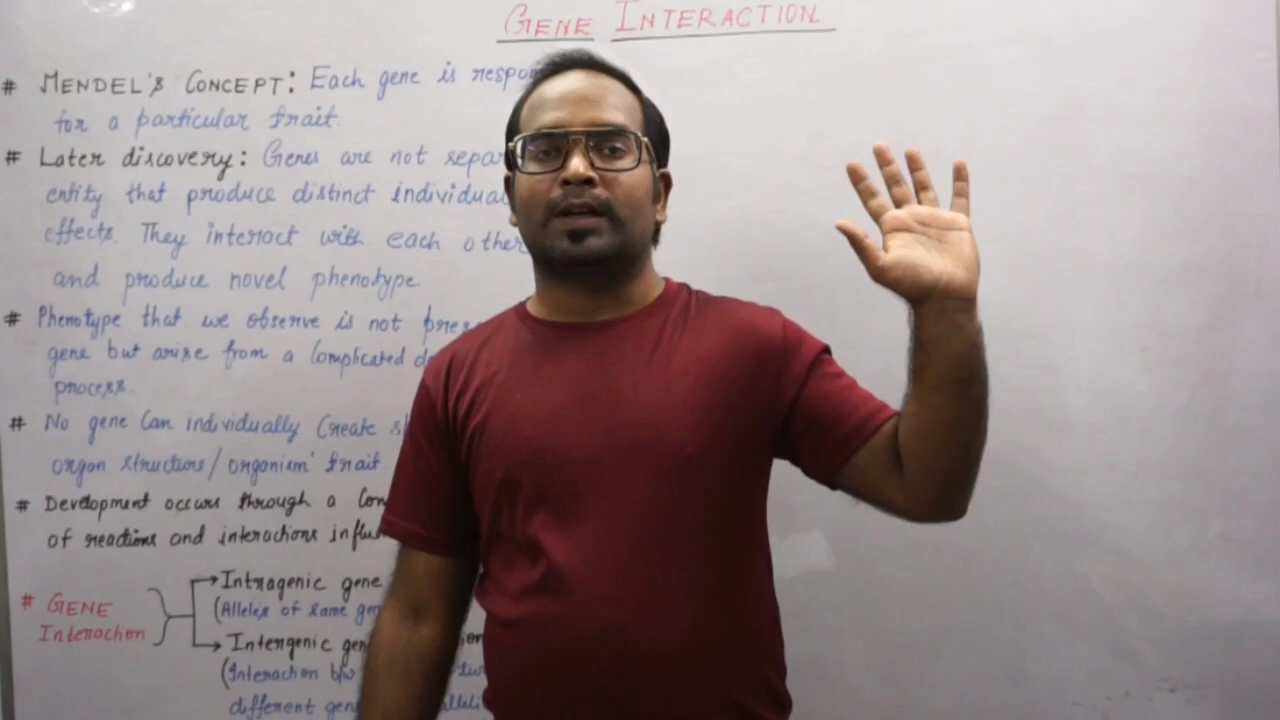 GENE INTERACTION
# MENDEL'S CONCEPT: Each gene is
for a particular trait.
# Later discovery: Genes are not
entity that produce distinct
effects. They interact with each other
and produce novel phenotype.
# Phenotype that we observe is not
gene but arise from a Complicated
process.
# No gene Can individually Create
organ structure/organism' trait
# Development occurs through a
of reactions and interactions
# GENE
Interaction
Intragenic gene
(Alleles of same
Intergenic
(Interaction b/w
different